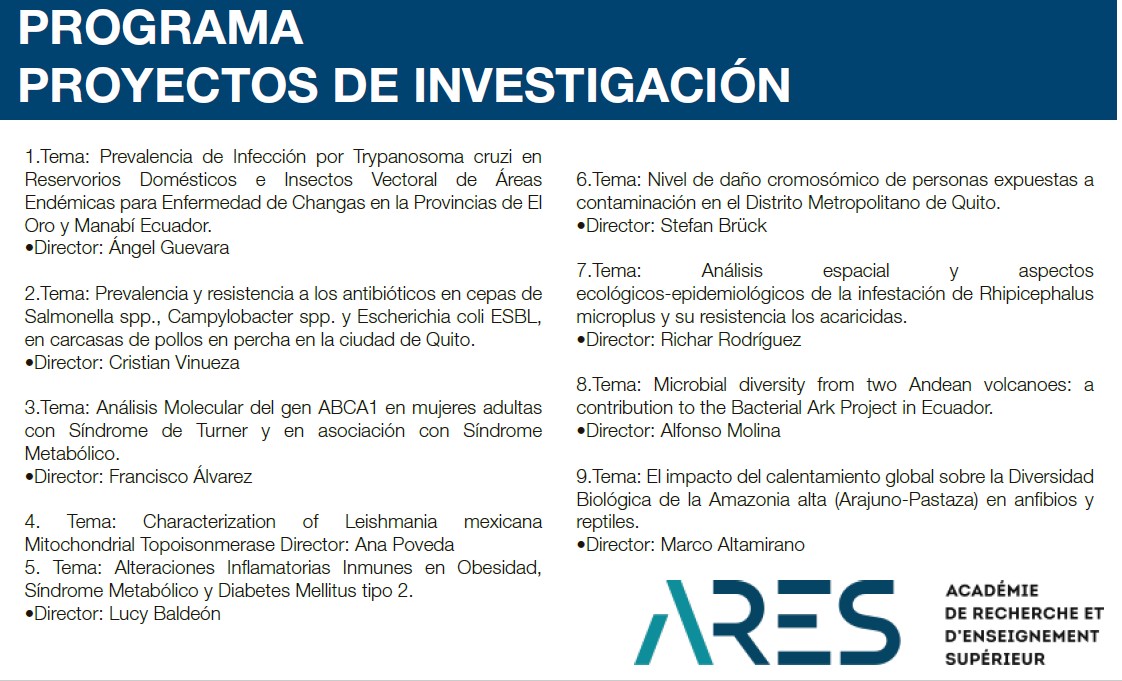 PROGRAMA
PROYECTOS DE INVESTIGACIÓN
1.Tema: Prevalencia de Infección por Trypanosoma cruzi en
Reservorios Domésticos e Insectos Vectoral de Áreas
Endémicas para Enfermedad de Changas en la Provincias de El
Oro y Manabí Ecuador.
•Director: Ángel Guevara
2.Tema: Prevalencia y resistencia a los antibióticos en cepas de
Salmonella spp., Campylobacter spp. y Escherichia coli ESBL,
en carcasas de pollos en percha en la ciudad de Quito.
•Director: Cristian Vinueza
3.Tema: Análisis Molecular del gen ABCA1 en mujeres adultas
con Síndrome de Turner y en asociación con Síndrome
Metabólico.
•Director: Francisco Álvarez
4. Tema: Characterization of Leishmania mexicana
Mitochondrial Topoisonmerase Director: Ana Poveda
5. Tema: Alteraciones Inflamatorias Inmunes en Obesidad,
Síndrome Metabólico y Diabetes Mellitus tipo 2.
•Director: Lucy Baldeón
6.Tema: Nivel de daño cromosómico de personas expuestas a
contaminación en el Distrito Metropolitano de Quito.
•Director: Stefan Brück
7.Tema: Análisis espacial y aspectos
ecológicos-epidemiológicos de la infestación de Rhipicephalus
microplus y su resistencia los acaricidas.
•Director: Richar Rodríguez
8.Tema: Microbial diversity from two Andean volcanoes: a
contribution to the Bacterial Ark Project in Ecuador.
•Director: Alfonso Molina
9.Tema: El impacto del calentamiento global sobre la Diversidad
Biológica de la Amazonia alta (Arajuno-Pastaza) en anfibios y
reptiles.
•Director: Marco Altamirano
ARES
ACADÉMIE
DE RECHERCHE ET
D'ENSEIGNEMENT
SUPÉRIEUR